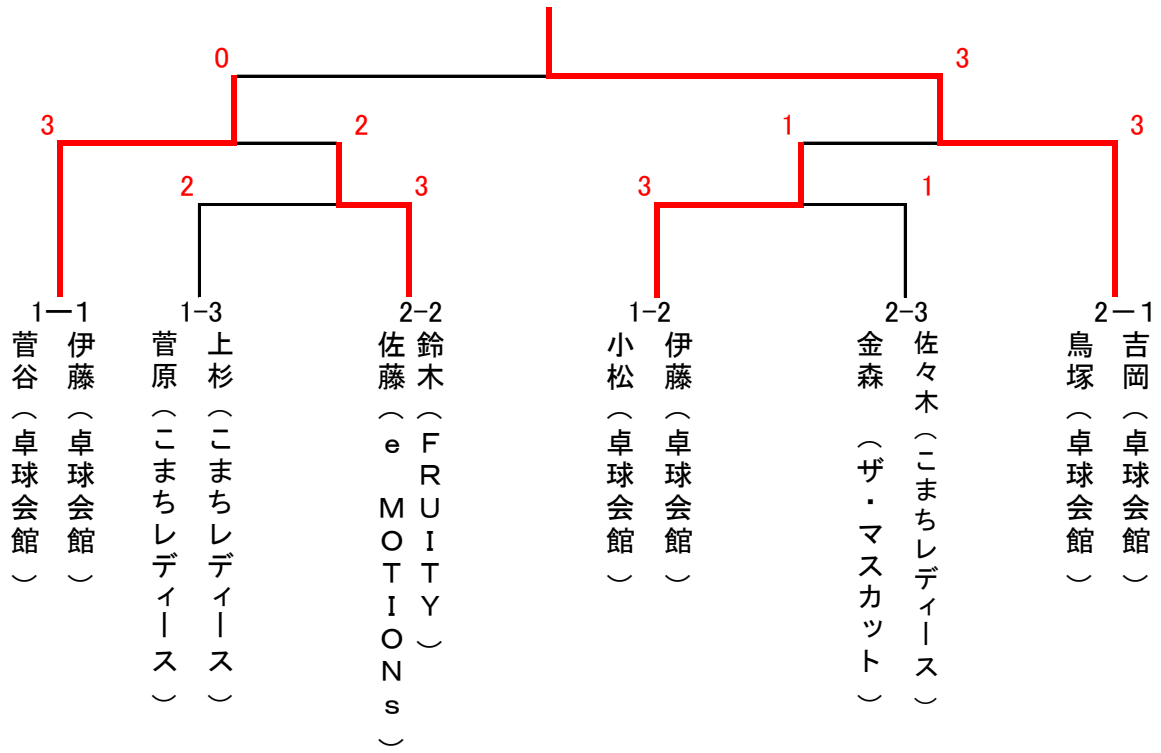 0
3
3
2
1
3
2
3
3
1
1ー1
1-3
2-2
1-2
2-3
2ー1
伊藤(卓球会館)
菅谷(卓球会館)
上杉(こまちレディース)
菅原(こまちレディース)
鈴木(FRUITY)
佐藤(e MOTIONs)
伊藤(卓球会館)
小松(卓球会館)
佐々木(こまちレディース)
金森 (ザ・マスカット)
吉岡(卓球会館)
鳥塚(卓球会館)